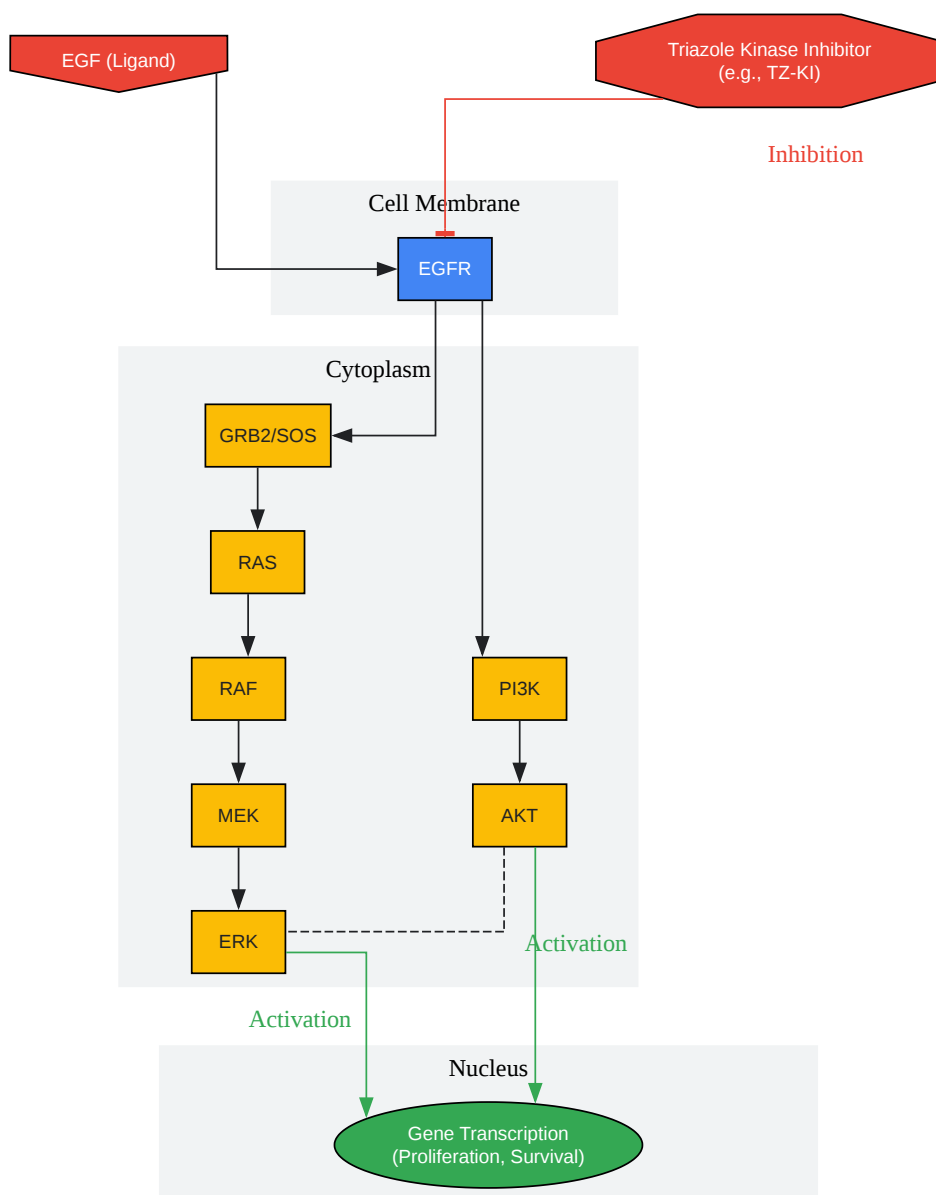 EGF (Ligand)
Triazole Kinase Inhibitor
(e.g., TZ-KI)
Inhibition
Cell Membrane
EGFR
Cytoplasm
GRB2/SOS
RAS
RAF
PI3K
MEK
AKT
ERK
Activation
Activation
Nucleus
Gene Transcription
(Proliferation, Survival)